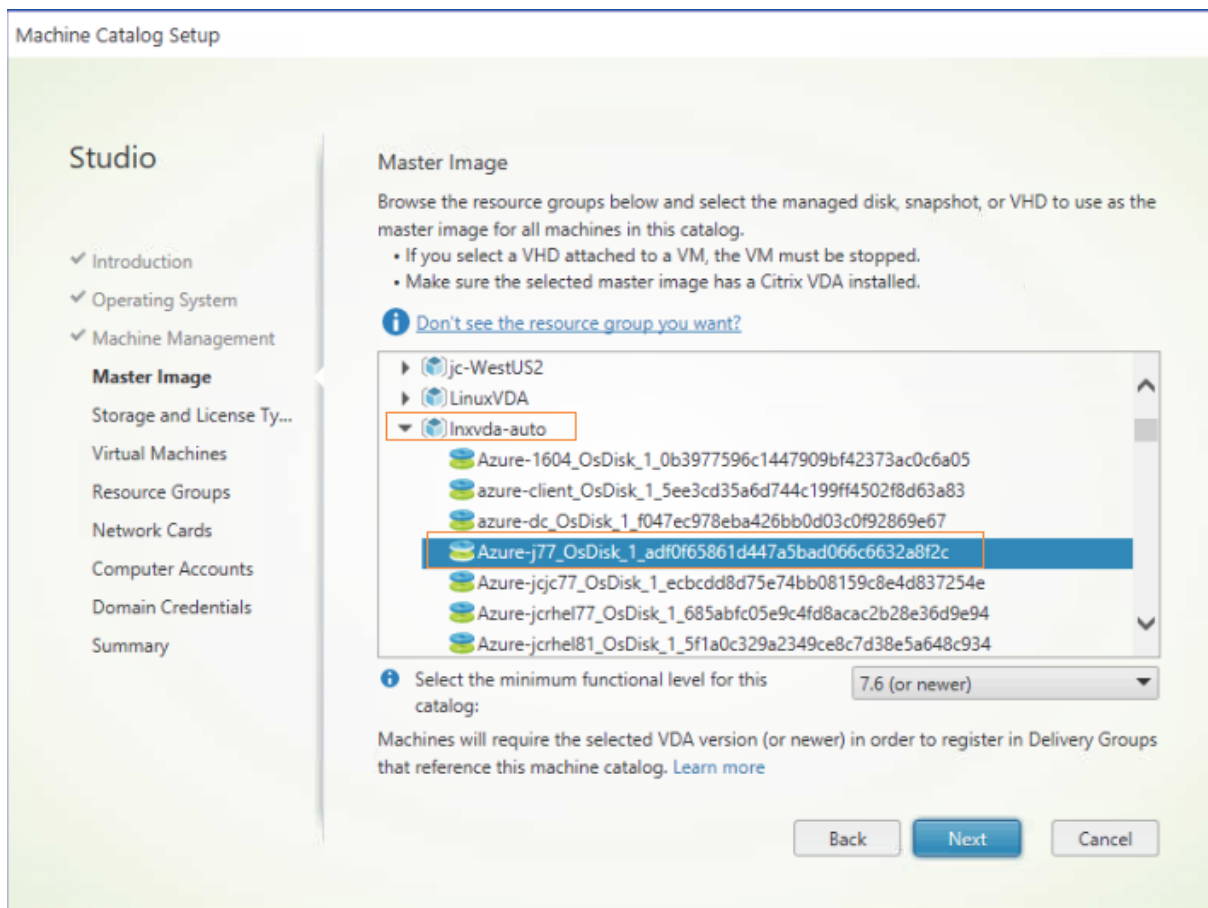 Machine Catalog Setup
Studio
Introduction
Operating System
Machine Management
Master Image
Storage and License Ty...
Virtual Machines
Resource Groups
Network Cards
Computer Accounts
Domain Credentials
Summary
Master Image
Browse the resource groups below and select the managed disk, snapshot, or VHD to use as the
master image for all machines in this catalog.
• If you select a VHD attached to a VM, the VM must be stopped.
• Make sure the selected master image has a Citrix VDA installed.
Don't see the resource group you want?
jc-WestUS2
LinuxVDA
lnxvda-auto
Azure-1604_OsDisk_1_0b3977596c1447909bf42373ac0c6a05
azure-client_OsDisk_1_5ee3cd35a6d744c199ff4502f8d63a83
azure-dc_OsDisk_1_f047ec978eba426bb0d03c0f92869e67
Azure-j77_OsDisk_1_adf0f65861d447a5bad066c6632a8f2c
Azure-jcjc77_OsDisk_1_ecbcdd8d75e74bb08159c8e4d837254e
Azure-jcrhel77_OsDisk_1_685abfc05e9c4fd8acac2b28e36d9e94
Azure-jcrhel81_OsDisk_1_5f1a0c329a2349ce8c7d38e5a648c934
Select the minimum functional level for this
catalog:
7.6 (or newer)
Machines will require the selected VDA version (or newer) in order to register in Delivery Groups
that reference this machine catalog. Learn more
Back
Next
Cancel